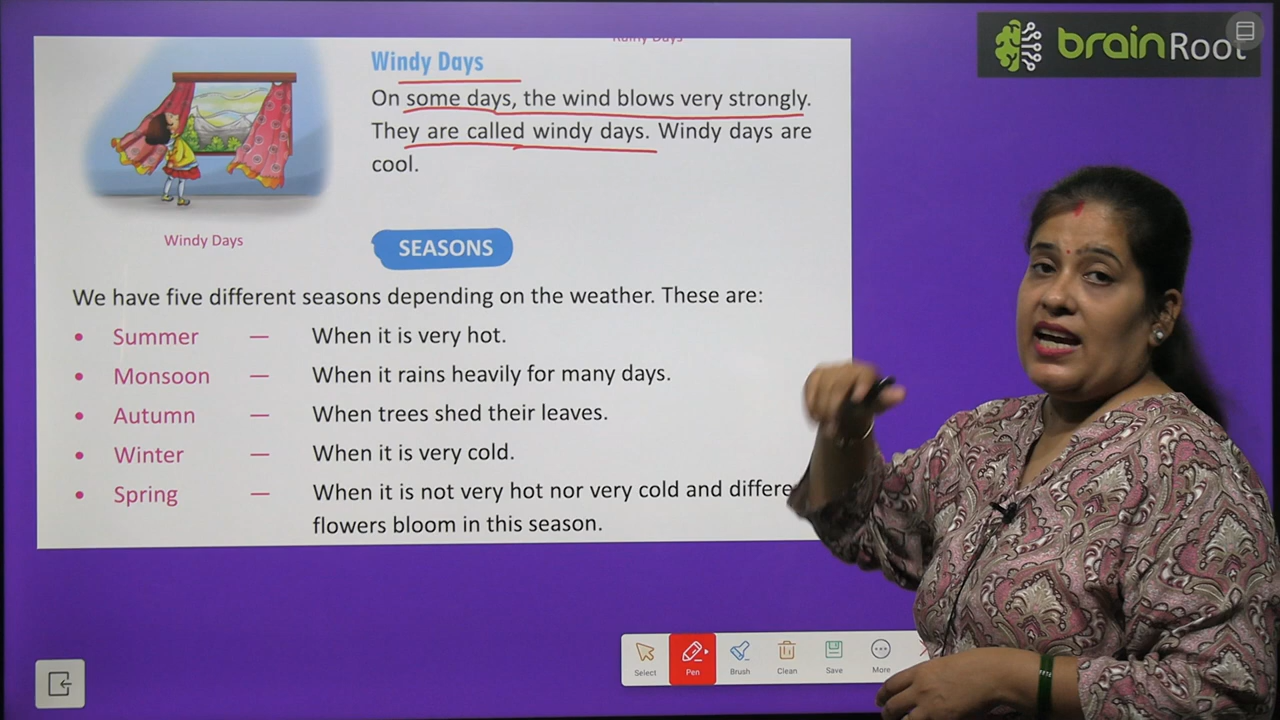 Rainy Days
brainRoot
Windy Days
On some days, the wind blows very strongly.
They are called windy days. Windy days are
cool.
Windy Days
SEASONS
We have five different seasons depending on the weather. These are:
• Summer — When it is very hot.
• Monsoon — When it rains heavily for many days.
• Autumn — When trees shed their leaves.
• Winter — When it is very cold.
• Spring — When it is not very hot nor very cold and differe
flowers bloom in this season.
Select
Pen
Brush
Clean
Save
More